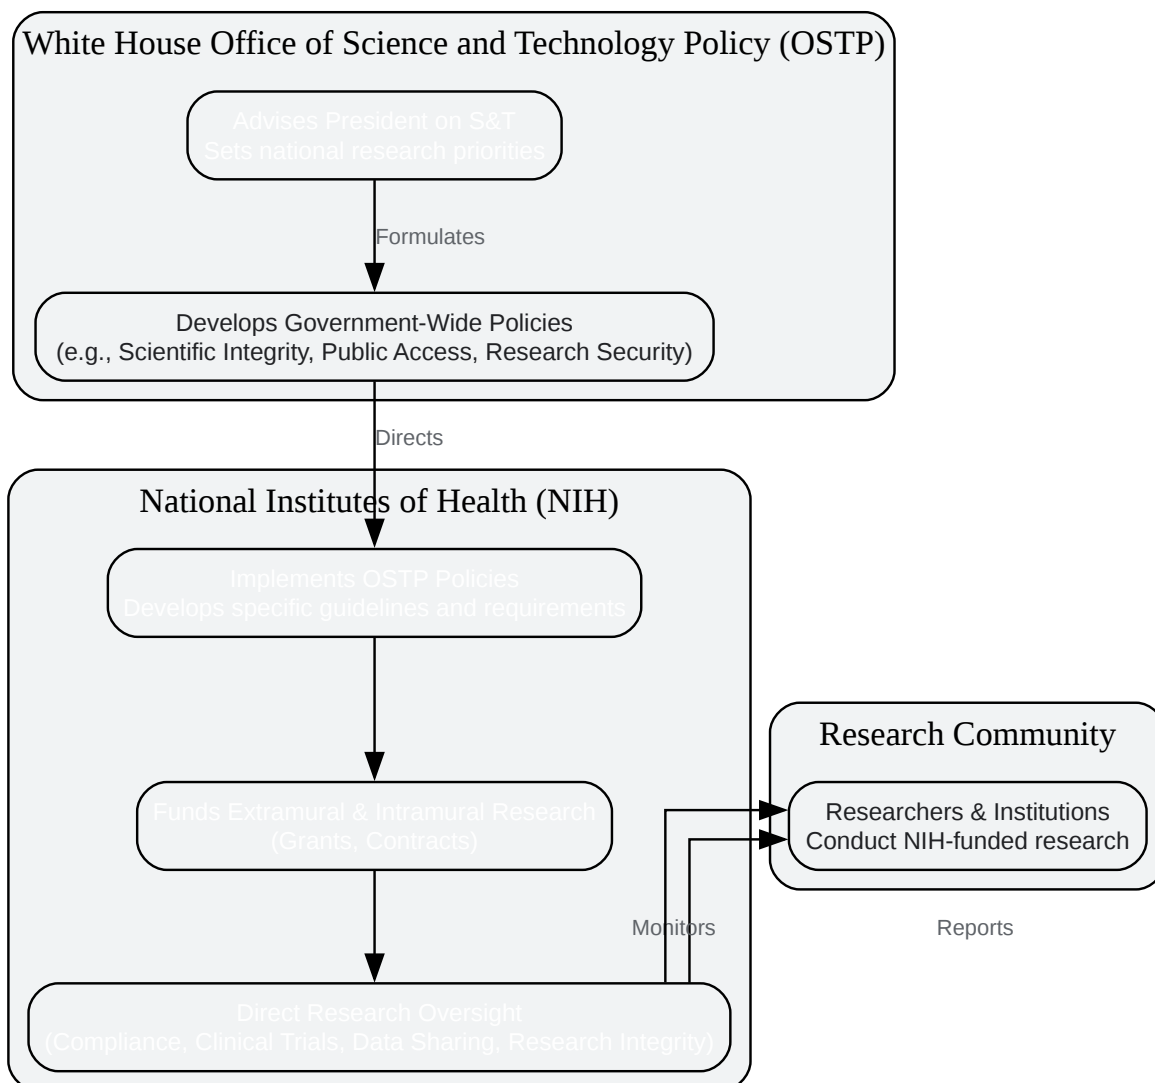 White House Office of Science and Technology Policy (OSTP)
Advises President on S&T
Sets national research priorities
Formulates
Develops Government-Wide Policies
(e.g., Scientific Integrity, Public Access, Research Security)
Directs
National Institutes of Health (NIH)
Implements OSTP Policies
Develops specific guidelines and requirements
Funds Extramural & Intramural Research
(Grants, Contracts)
Research Community
Researchers & Institutions
Conduct NIH-funded research
Monitors
Reports
Direct Research Oversight
(Compliance, Clinical Trials, Data Sharing, Research Integrity)